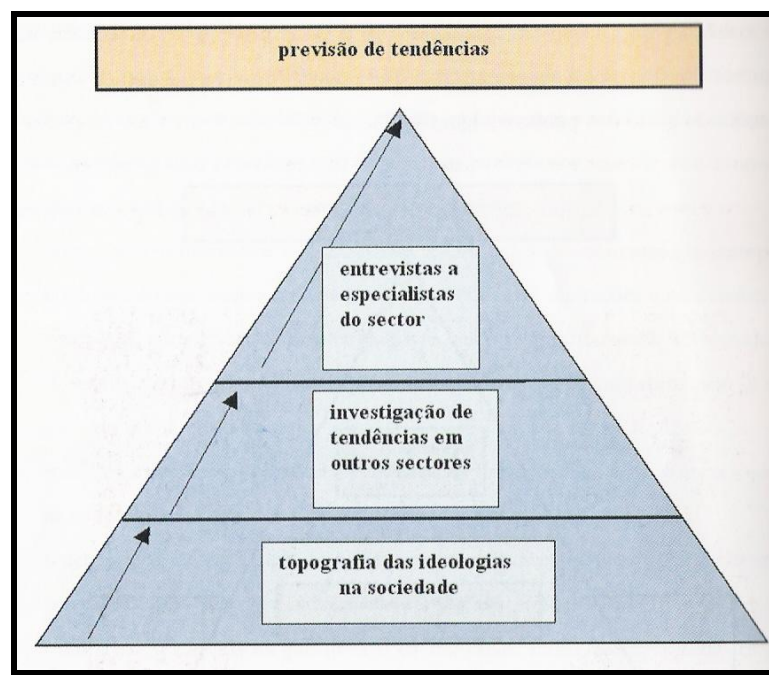 previsão de tendências
entrevistas a
especialistas
do sector
investigação de
tendências em
outros sectores
topografia das ideologias
na sociedade